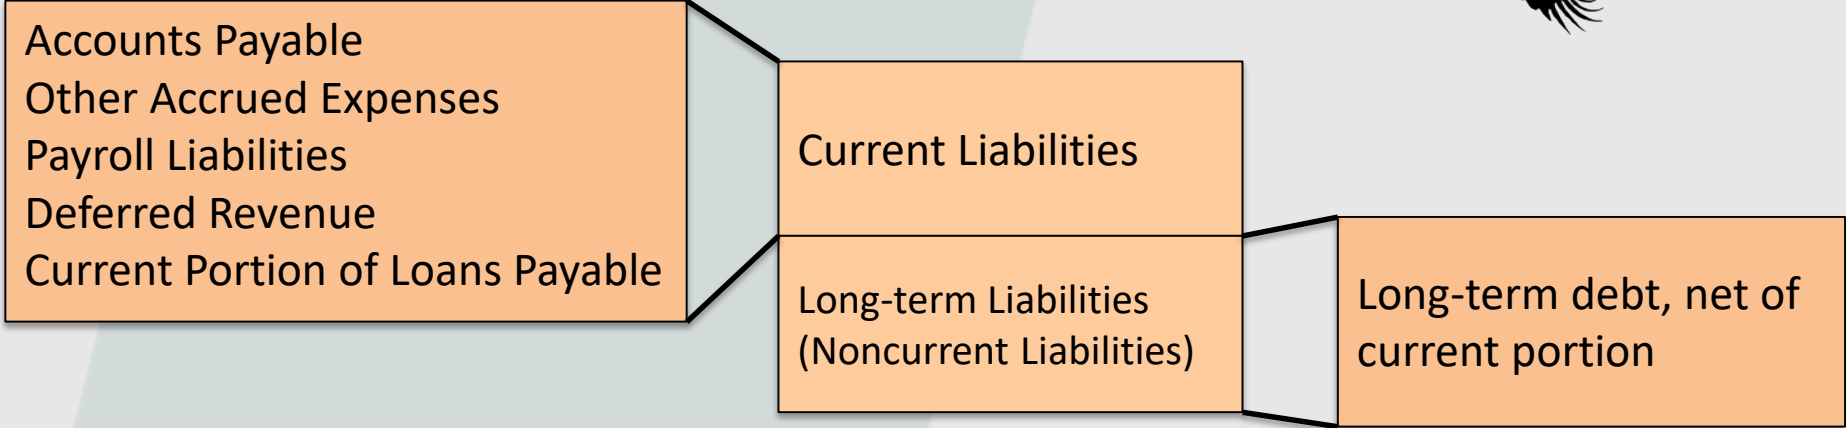 Accounts Payable
Other Accrued Expenses
Payroll Liabilities
Deferred Revenue
Current Portion of Loans Payable
Current Liabilities
Long-term Liabilities
(Noncurrent Liabilities)
Long-term debt, net of
current portion